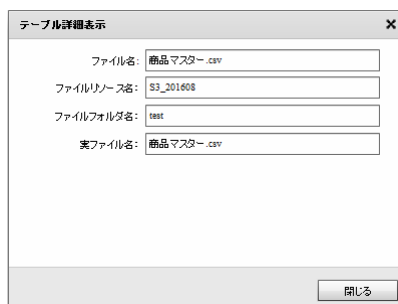 テーブル詳細表示
ファイル名: 商品マスター.csv
ファイルリソース名: S3_201608
ファイルフォルダ名: test
実ファイル名: 商品マスター.csv
閉じる